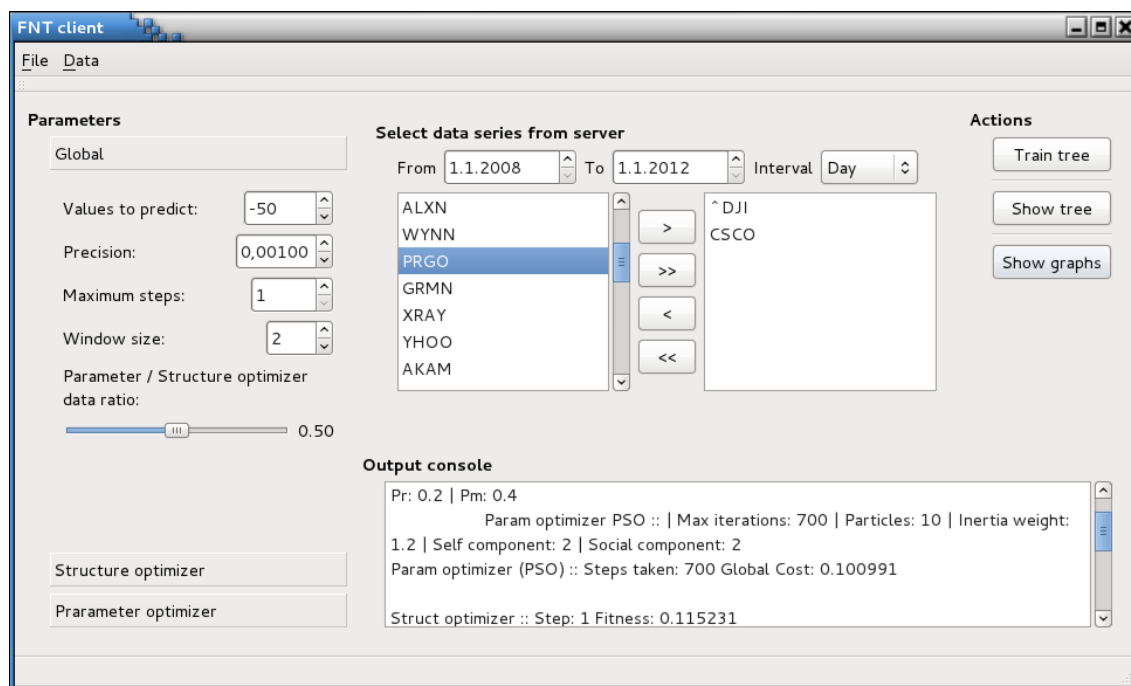 FNT client
File Data
Parameters
Global
Values to predict: -50
Precision: 0,00100
Maximum steps: 1
Window size: 2
Parameter / Structure optimizer
data ratio:
0.50
Structure optimizer
Prarameter optimizer
Select data series from server
From 1.1.2008 To 1.1.2012 Interval Day
ALXN
WYNN
PRGO
GRMN
XRAY
YHOO
AKAM
>
>>
<
<<
^DJI
CSCO
Actions
Train tree
Show tree
Show graphs
Output console
Pr: 0.2 | Pm: 0.4
Param optimizer PSO :: | Max iterations: 700 | Particles: 10 | Inertia weight:
1.2 | Self component: 2 | Social component: 2
Param optimizer (PSO) :: Steps taken: 700 Global Cost: 0.100991
Struct optimizer :: Step: 1 Fitness: 0.115231